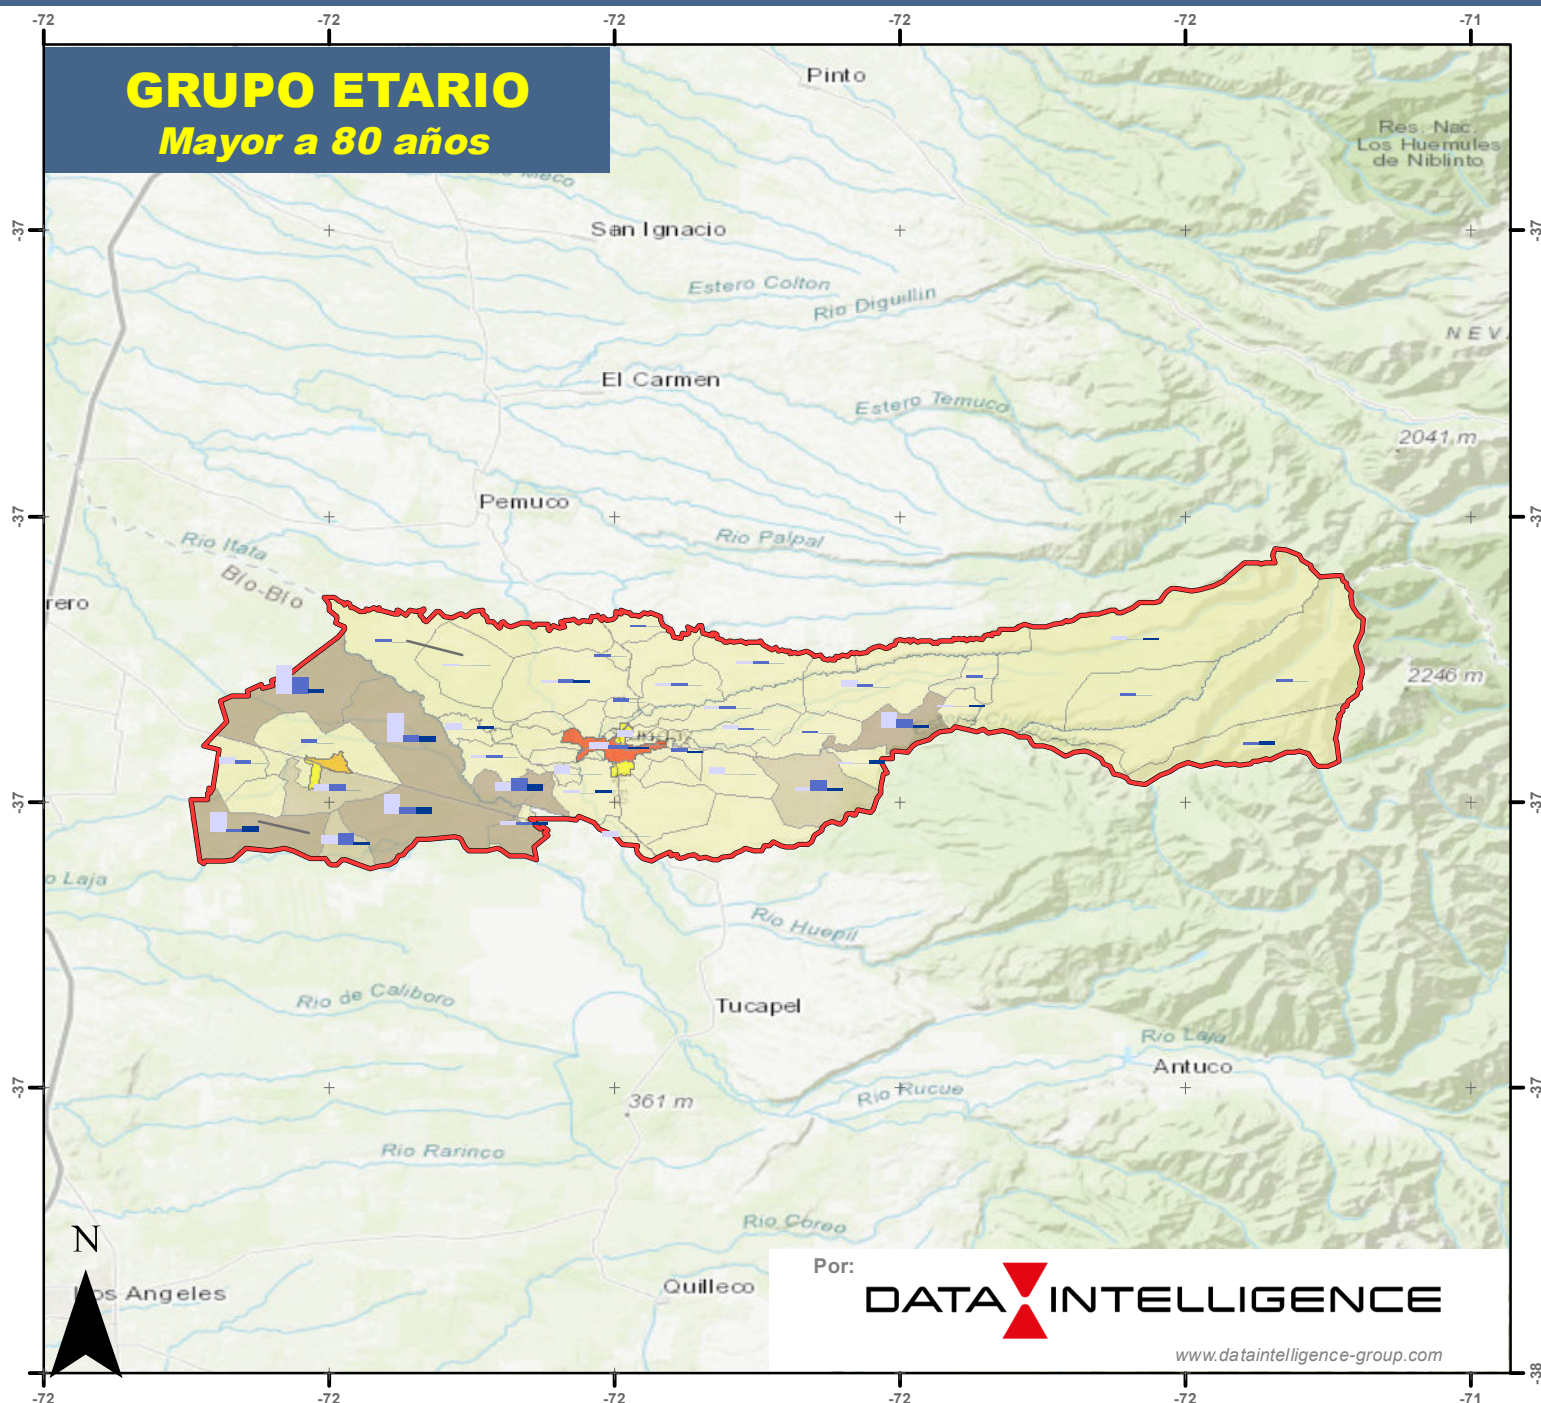 -72 -72 -72 -72 -72 -71
GRUPO ETARIO
Mayor a 80 años
Pinto
Res. Nac.
Los Huemules
de Niblinto
San Ignacio
-37
-37
Estero Colton
Rio Diguillin
NEV
El Carmen
Estero Temuco
2041 m
Pemuco
-37
-37
Rio Itata
Rio Palpal
Bío-Bío
rero
2246 m
-37
-37
o Laja
Rio Huepil
Rio de Caliboro
Tucapel
Rio Laja
Antuco
-37
-37
Rio Rucue
361 m
Rio Rarinco
Rio Coreo
N
Quilleco
Los Angeles
Por:
DATA INTELLIGENCE
www.dataintelligence-group.com
-38
-72 -72 -72 -72 -72 -71